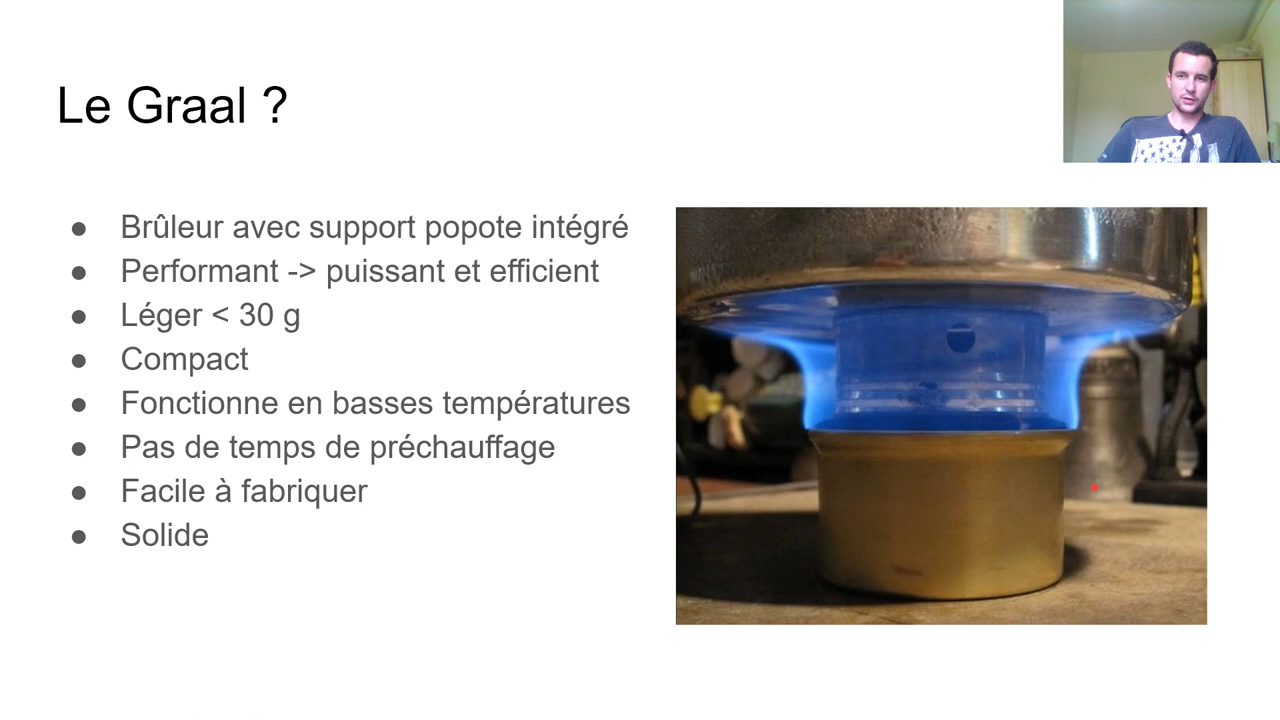 Le Graal ?
● Brûleur avec support popote intégré
● Performant -> puissant et efficient
● Léger < 30 g
● Compact
● Fonctionne en basses températures
● Pas de temps de préchauffage
● Facile à fabriquer
● Solide